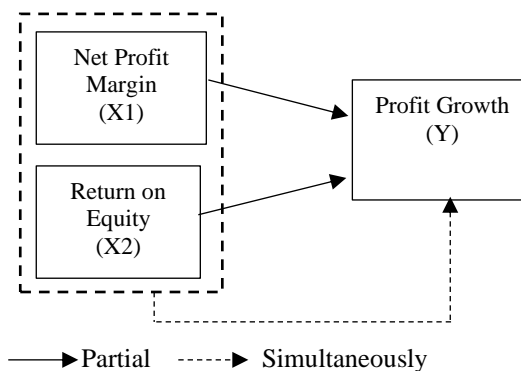 Net Profit
Margin
(X1)
Profit Growth
(Y)
Return on
Equity
(X2)
Partial
Simultaneously